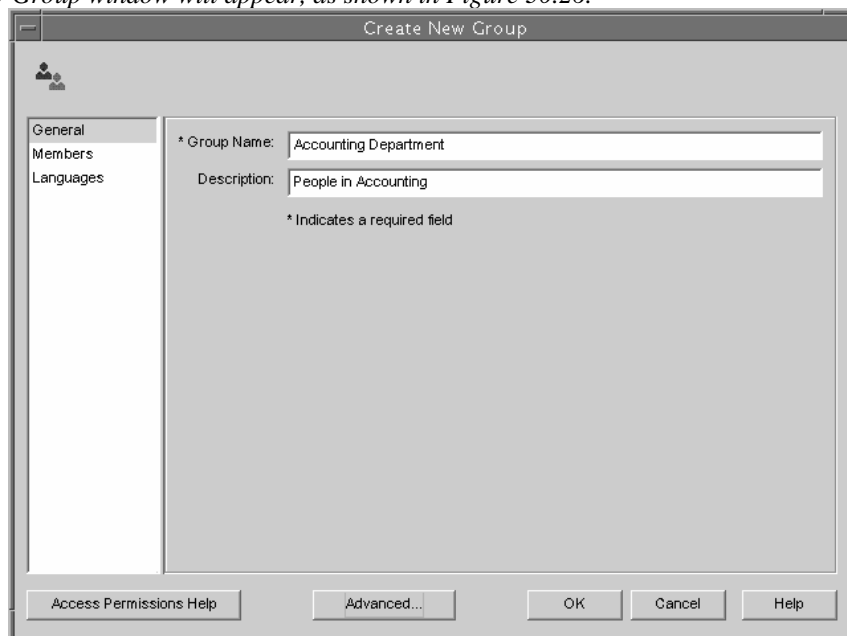 Group window will appear, as shown in Figure 30.28.
Create New Group
General
Members
Languages
* Group Name: Accounting Department
Description: People in Accounting
* Indicates a required field
Access Permissions Help Advanced... OK Cancel Help